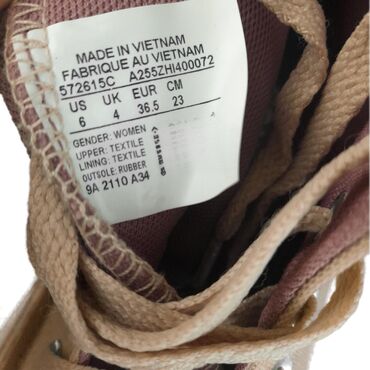 MADE IN VIETNAM
FABRIQUE AU VIETNAM
572615C A255ZHI400072
US UK EUR CM
6 4 36.5 23
GENDER: WOMEN
UPPER: TEXTILE
LINING: TEXTILE
OUTSOLE: RUBBER
9A 2110 A34